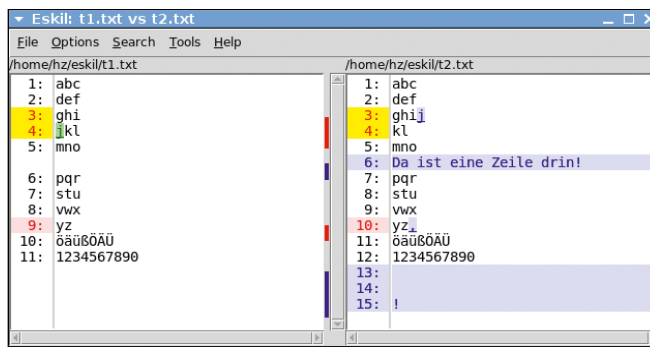 Eskil: t1.txt vs t2.txt
File Options Search Tools Help
/home/hz/eskil/t1.txt
1: abc
2: def
3: ghi
4: jkl
5: mno
6: pqr
7: stu
8: vwx
9: yz
10: öäüßÖÄÜ
11: 1234567890
/home/hz/eskil/t2.txt
1: abc
2: def
3: ghij
4: kl
5: mno
6: Da ist eine Zeile drin!
7: pqr
8: stu
9: vwx
10: yz.
11: öäüßÖÄÜ
12: 1234567890
13:
14:
15: !